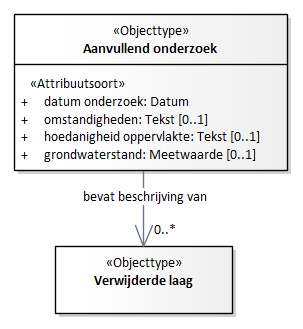 «Objecttype»
Aanvullend onderzoek
«Attribuutsoort»
+ datum onderzoek: Datum
+ omstandigheden: Tekst [0..1]
+ hoedanigheid oppervlakte: Tekst [0..1]
+ grondwaterstand: Meetwaarde [0..1]
bevat beschrijving van
0..*
«Objecttype»
Verwijderde laag